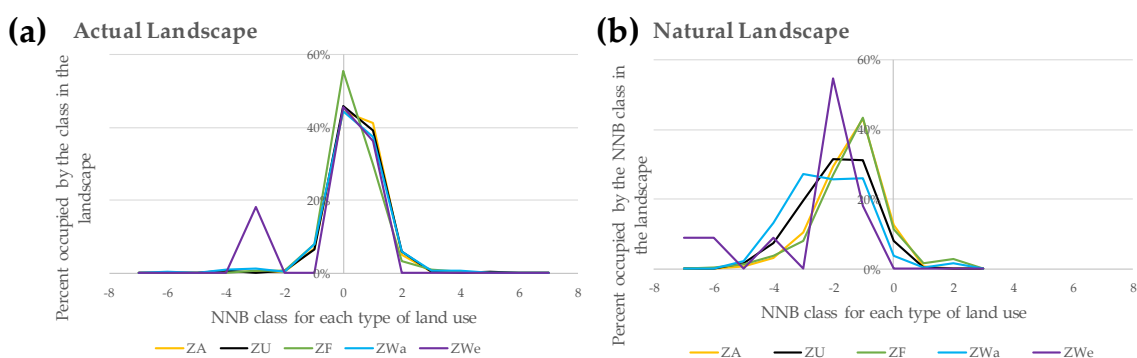 (a) Actual Landscape
Percent occupied by the class in the
landscape
60%
40%
20%
0%
-8 -6 -4 -2 0 2 4 6 8
NNB class for each type of land use
ZA ZU ZF ZWa ZWe
(b) Natural Landscape
Percent occupied by the NNB class in
the landscape
60%
40%
20%
0%
-8 -6 -4 -2 0 2 4 6 8
NNB class for each type of land use
ZA ZU ZF ZWa ZWe